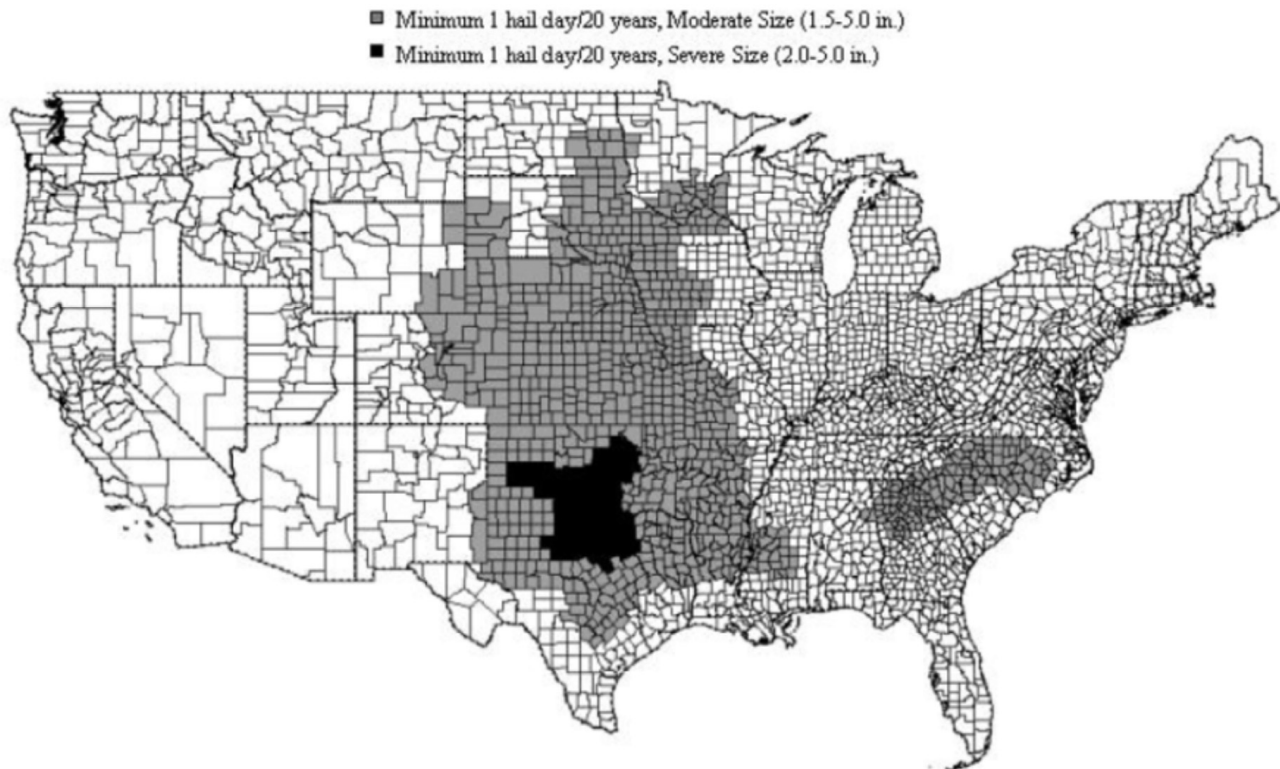 Minimum 1 hail day/20 years, Moderate Size (1.5-5.0 in.)
Minimum 1 hail day/20 years, Severe Size (2.0-5.0 in.)